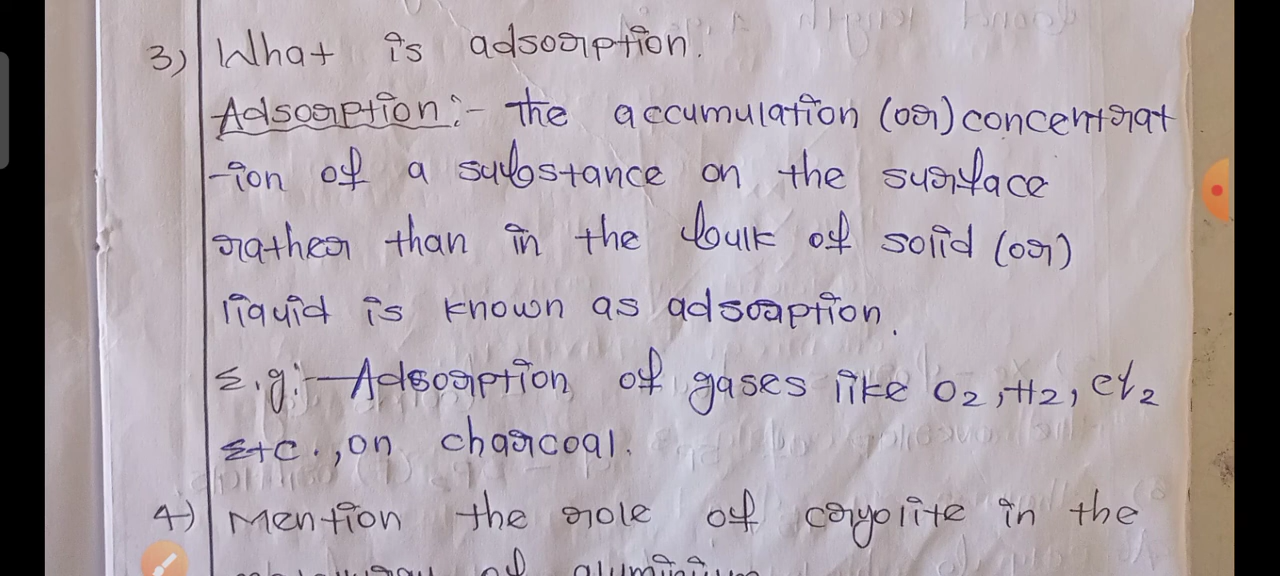 3) What is adsorption.
Adsorption:- the accumulation (or) concentrat
-ion of a substance on the surface
rather than in the bulk of solid (or)
liquid is known as adsorption.
E.g:- Adsorption of gases like O2, H2, Cl2
Etc., on charcoal.
4) Mention the role of cryolite in the
of aluminium